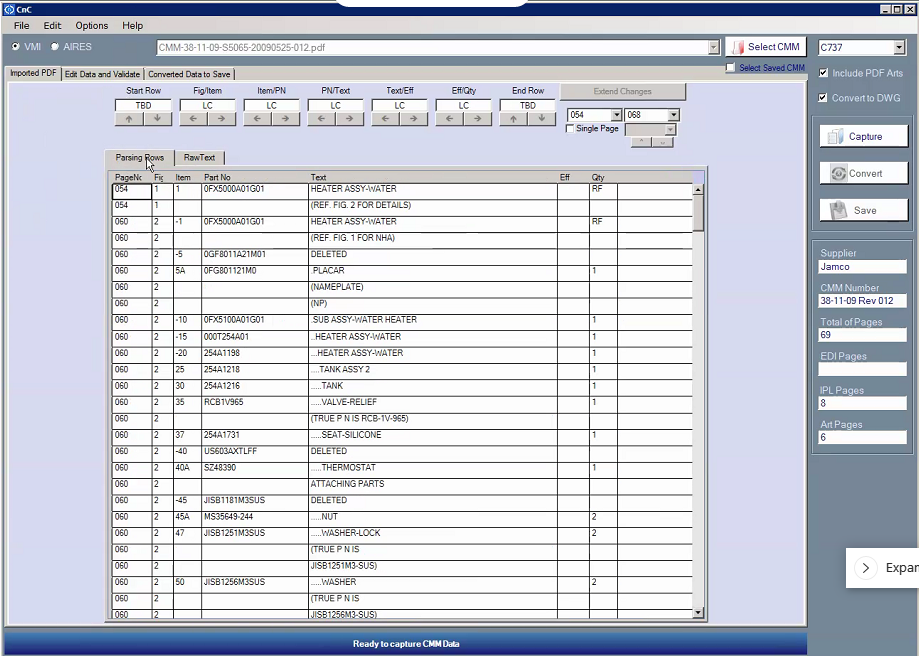 CnC
File Edit Options Help
VMI AIRES CMM-38-11-09-S5065-20090525-012.pdf Select CMM C737
Select Saved CMM
Imported PDF Edit Data and Validate Converted Data to Save
Include PDF Arts
Convert to DWG
Start Row Fig/Item Item/PN PN/Text Text/Eff Eff/Qty End Row Extend Changes
TBD LC LC LC LC LC TBD
054 068
Single Page
Capture
Convert
Save
Parsing Rows RawText
PageNo Fig Item Part No Text Eff Qty
054 1 1 0FX5000A01G01 HEATER ASSY-WATER RF
054 1 (REF. FIG. 2 FOR DETAILS)
060 2 -1 0FX5000A01G01 HEATER ASSY-WATER RF
060 2 (REF. FIG. 1 FOR NHA)
060 2 -5 0GF8011A21M01 DELETED
060 2 5A 0FG801121M0 .PLACAR 1
060 2 (NAMEPLATE)
060 2 (NP)
060 2 -10 0FX5100A01G01 .SUB ASSY-WATER HEATER 1
060 2 -15 000T254A01 ..HEATER ASSY-WATER 1
060 2 -20 254A1198 ...HEATER ASSY-WATER 1
060 2 25 254A1218 ....TANK ASSY 2 1
060 2 30 254A1216 .....TANK 1
060 2 35 RCB1V965 .....VALVE-RELIEF 1
060 2 (TRUE P N IS RCB-1V-965)
060 2 37 254A1731 .....SEAT-SILICONE 1
060 2 -40 US603AXTLFF DELETED
060 2 40A SZ48390 .....THERMOSTAT 1
060 2 ATTACHING PARTS
060 2 -45 JISB1181M3SUS DELETED
060 2 45A MS35649-244 .....NUT 2
060 2 47 JISB1251M3SUS .....WASHER-LOCK 2
060 2 (TRUE P N IS
060 2 JISB1251M3-SUS)
060 2 50 JISB1256M3SUS .....WASHER 2
060 2 (TRUE P N IS
060 2 JISB1256M3-SUS)
Supplier
Jamco
CMM Number
38-11-09 Rev 012
Total of Pages
69
EDI Pages
IPL Pages
8
Art Pages
6
Expan
Ready to capture CMM Data